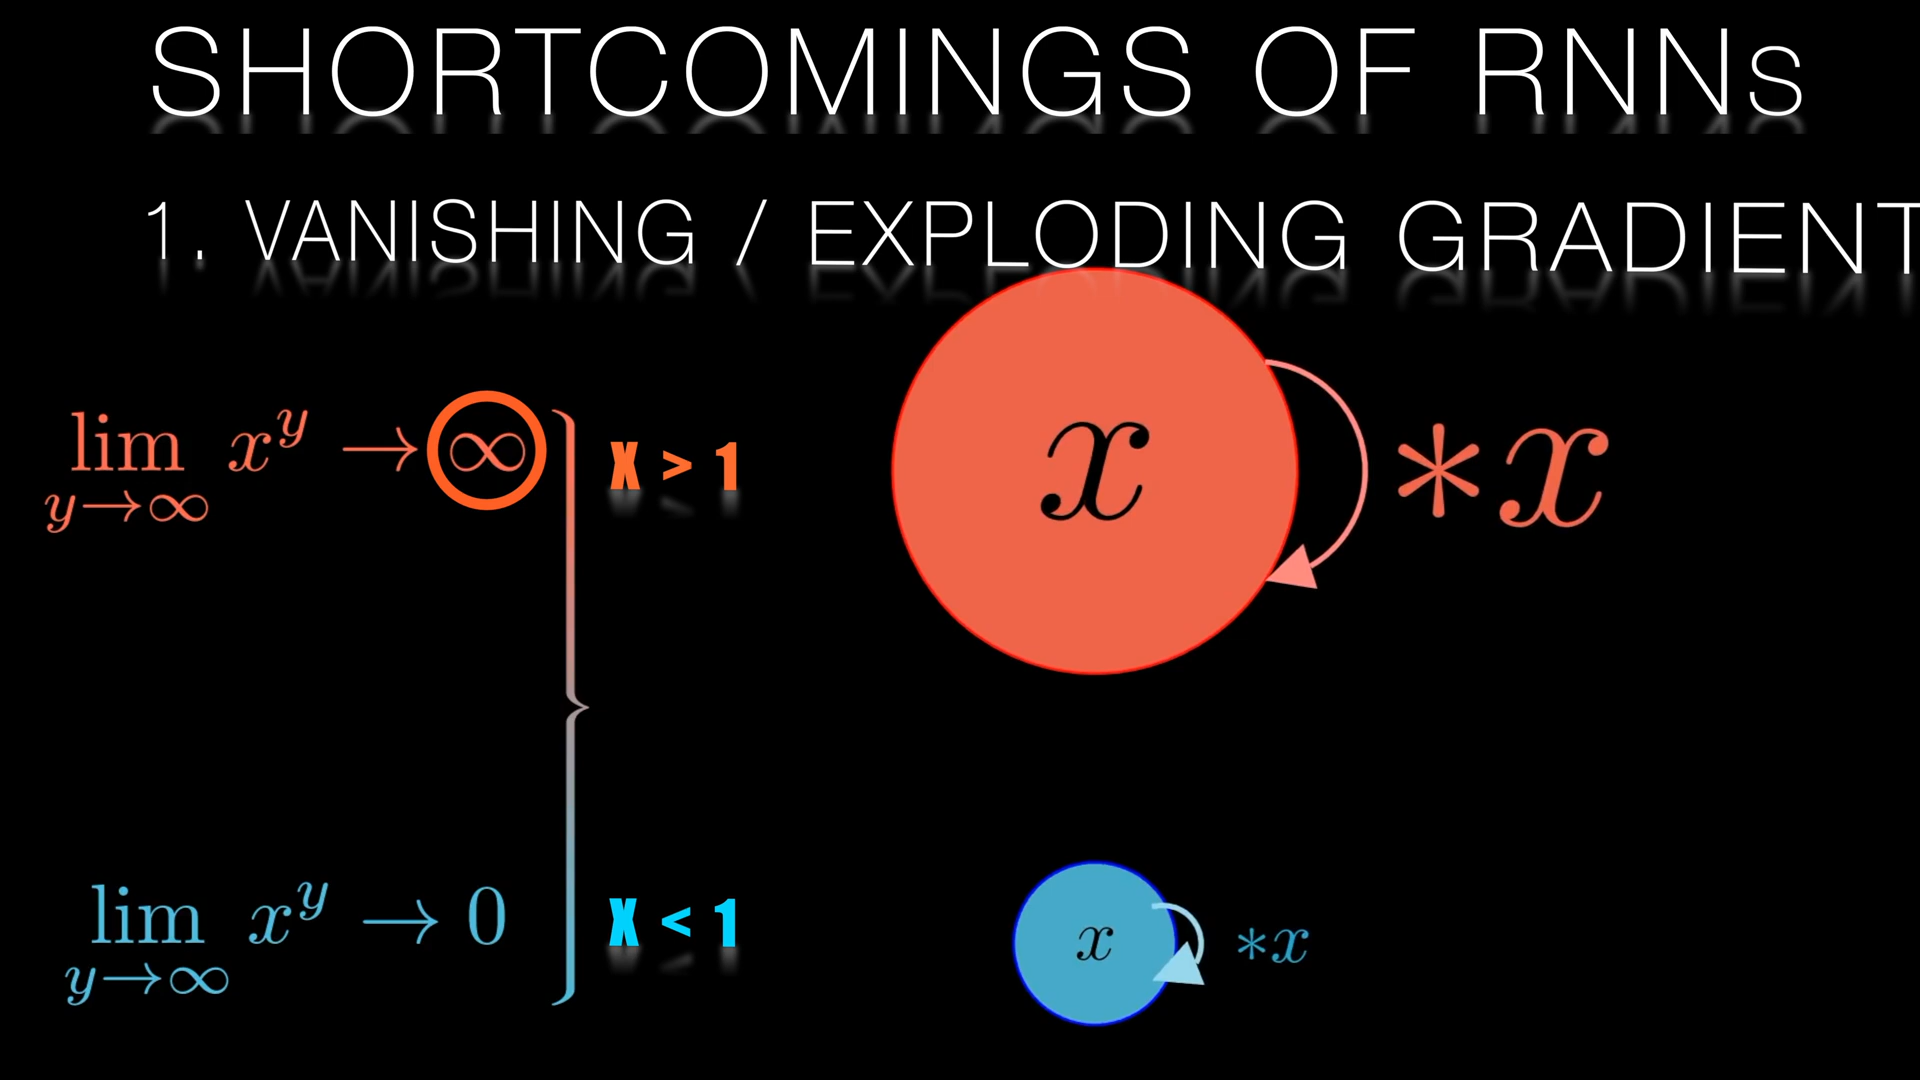 SHORTCOMINGS OF RNNs
1. VANISHING / EXPLODING GRADIENT
lim x^y → ∞
y→∞
X > 1
x
*x
lim x^y → 0
y→∞
X < 1
x
*x